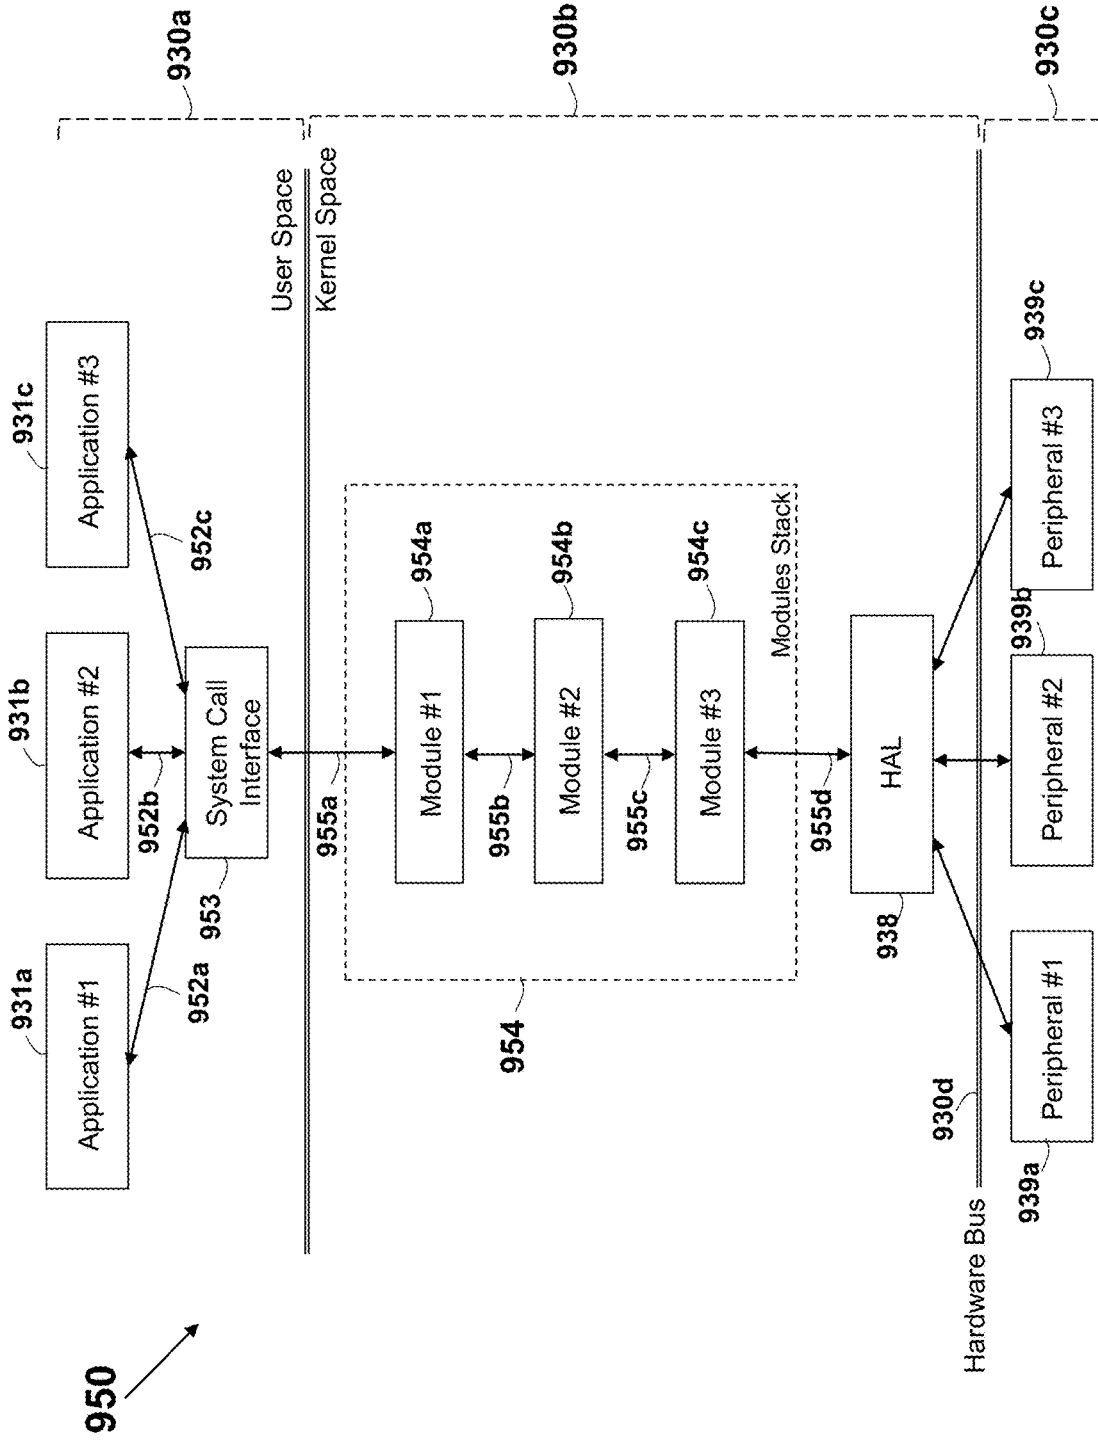 950
931a
Application #1
931b
Application #2
931c
Application #3
930a
952a
952b
952c
953
System Call
Interface
User Space
Kernel Space
930b
955a
954
Module #1
954a
955b
Module #2
954b
955c
Module #3
954c
Modules Stack
955d
938
HAL
Hardware Bus
930d
930c
939a
Peripheral #1
939b
Peripheral #2
939c
Peripheral #3